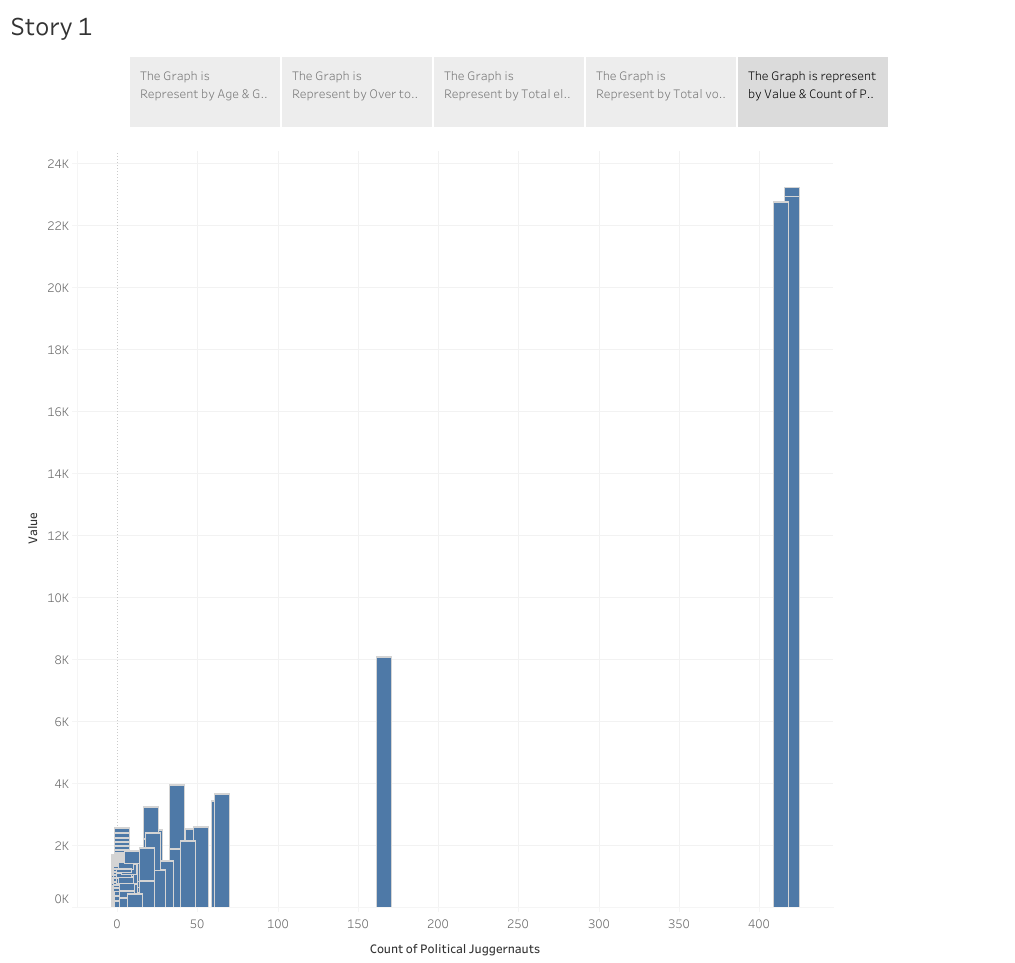 Story 1
The Graph is
Represent by Age & G..
The Graph is
Represent by Over to..
The Graph is
Represent by Total el..
The Graph is
Represent by Total vo..
The Graph is represent
by Value & Count of P..
24K
22K
20K
18K
16K
14K
12K
10K
8K
6K
4K
2K
0K
Value
0
50
100
150
200
250
300
350
400
Count of Political Juggernauts